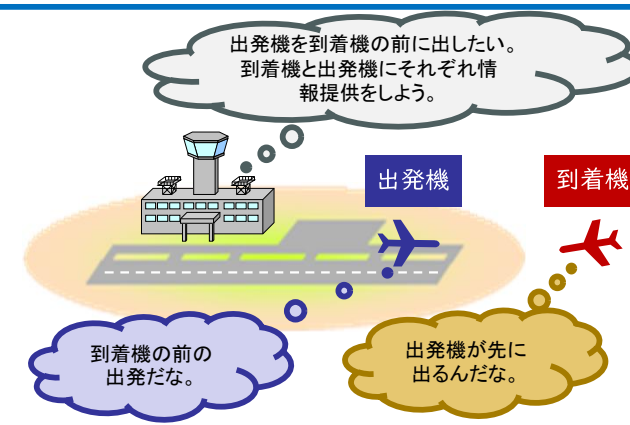 出発機を到着機の前に出したい。
到着機と出発機にそれぞれ情
報提供をしよう。
出発機
到着機
到着機の前の
出発だな。
出発機が先に
出るんだな。